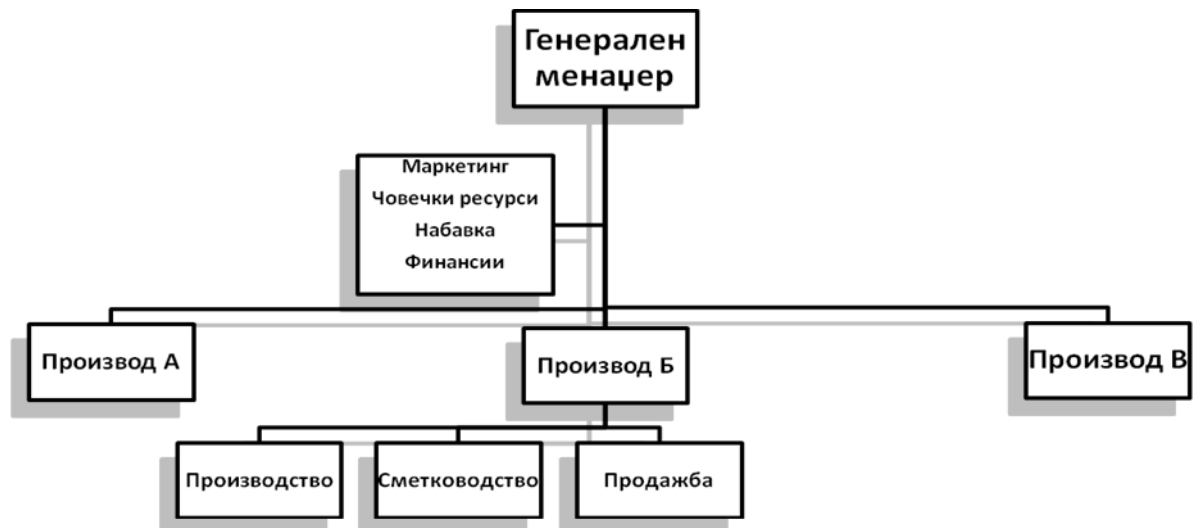 Генерален
менаџер
Маркетинг
Човечки ресурси
Набавка
Финансии
Производ А
Производ Б
Производ В
Производство
Сметководство
Продажба